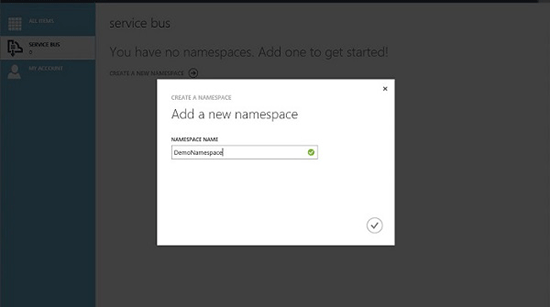 ALL ITEMS
SERVICE BUS
0
MY ACCOUNT
service bus
You have no namespaces. Add one to get started!
CREATE A NEW NAMESPACE
CREATE A NAMESPACE
Add a new namespace
NAMESPACE NAME
DemoNamespace